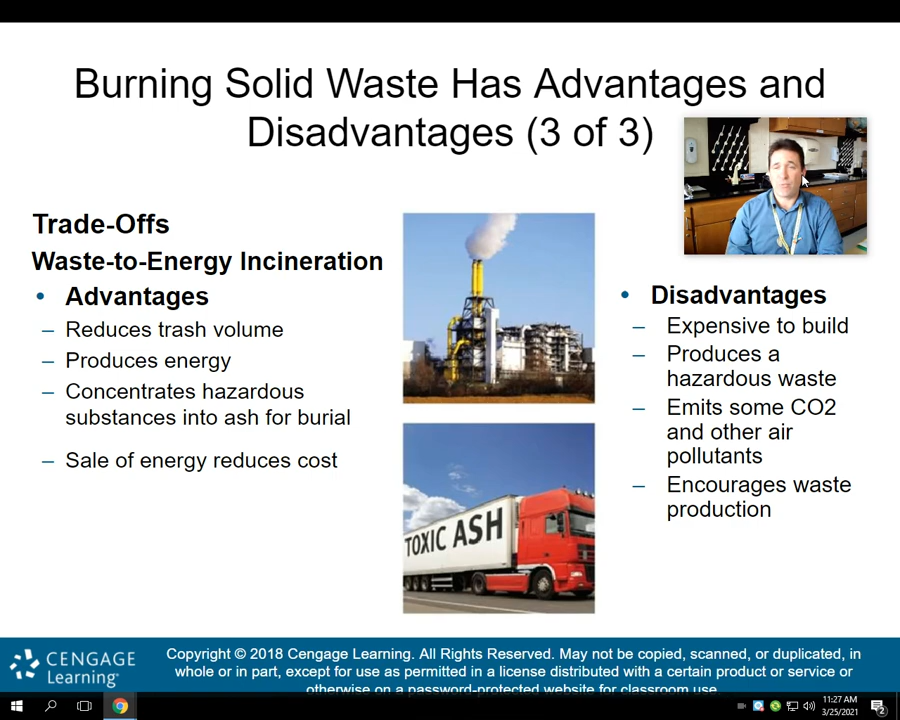 Burning Solid Waste Has Advantages and
Disadvantages (3 of 3)
Trade-Offs
Waste-to-Energy Incineration
• Advantages
– Reduces trash volume
– Produces energy
– Concentrates hazardous
substances into ash for burial
– Sale of energy reduces cost
TOXIC ASH
• Disadvantages
– Expensive to build
– Produces a
hazardous waste
– Emits some CO2
and other air
pollutants
– Encourages waste
production
CENGAGE
Learning
Copyright © 2018 Cengage Learning. All Rights Reserved. May not be copied, scanned, or duplicated, in
whole or in part, except for use as permitted in a license distributed with a certain product or service or
otherwise on a password-protected website for classroom use.
11:27 AM
3/25/2021
2